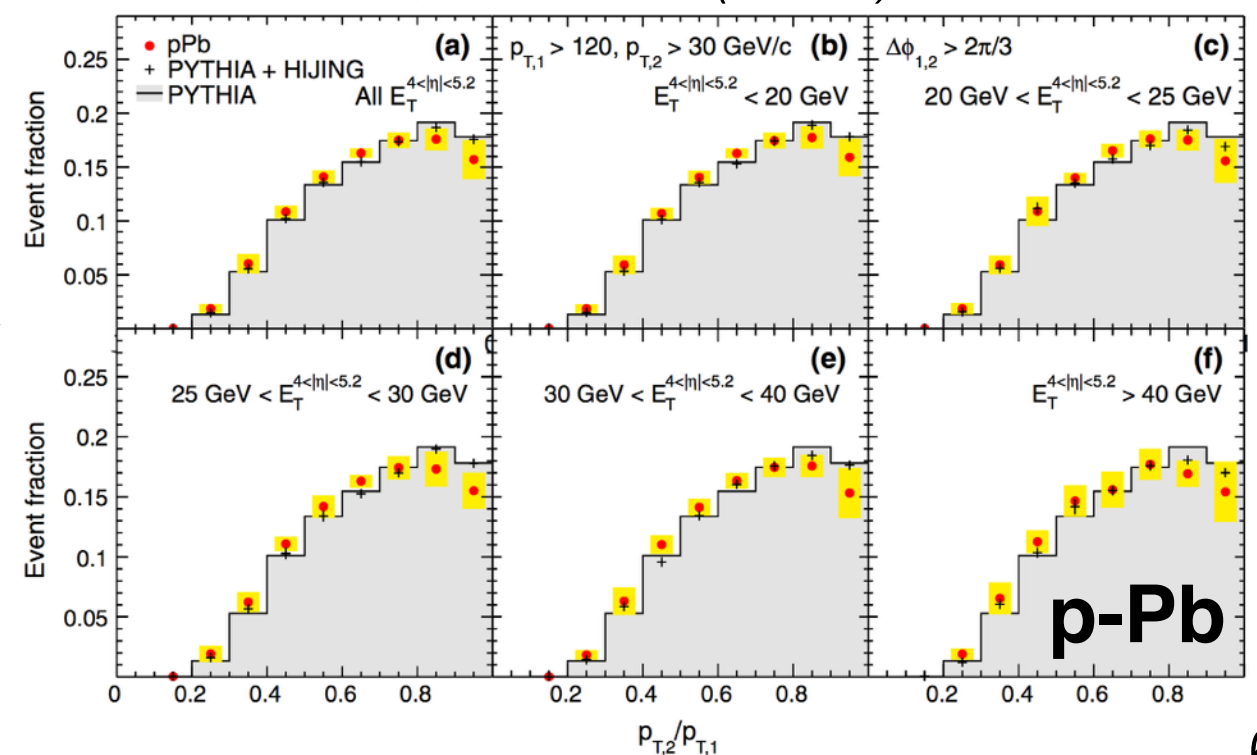 (a)
pPb
PYTHIA + HIJING
PYTHIA
All E_T^{4<|η|<5.2}
(b)
p_{T,1} > 120, p_{T,2} > 30 GeV/c
E_T^{4<|η|<5.2} < 20 GeV
(c)
Δϕ_{1,2} > 2π/3
20 GeV < E_T^{4<|η|<5.2} < 25 GeV
Event fraction
0.25
0.2
0.15
0.1
0.05
(d)
25 GeV < E_T^{4<|η|<5.2} < 30 GeV
(e)
30 GeV < E_T^{4<|η|<5.2} < 40 GeV
(f)
E_T^{4<|η|<5.2} > 40 GeV
p-Pb
Event fraction
0.25
0.2
0.15
0.1
0.05
0 0.2 0.4 0.6 0.8
0.2 0.4 0.6 0.8
0.2 0.4 0.6 0.8
p_{T,2}/p_{T,1}